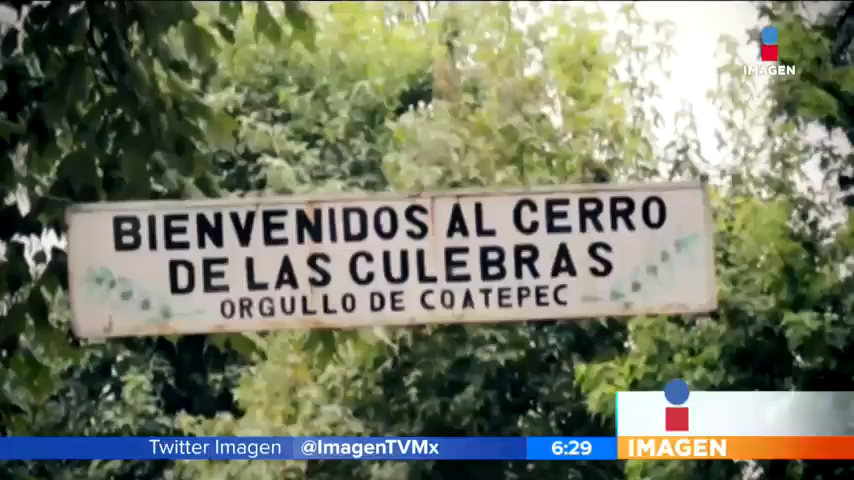 IMAGEN
BIENVENIDOS AL CERRO
DE LAS CULEBRAS
ORGULLO DE COATEPEC
Twitter Imagen @ImagenTVMx 6:29 IMAGEN